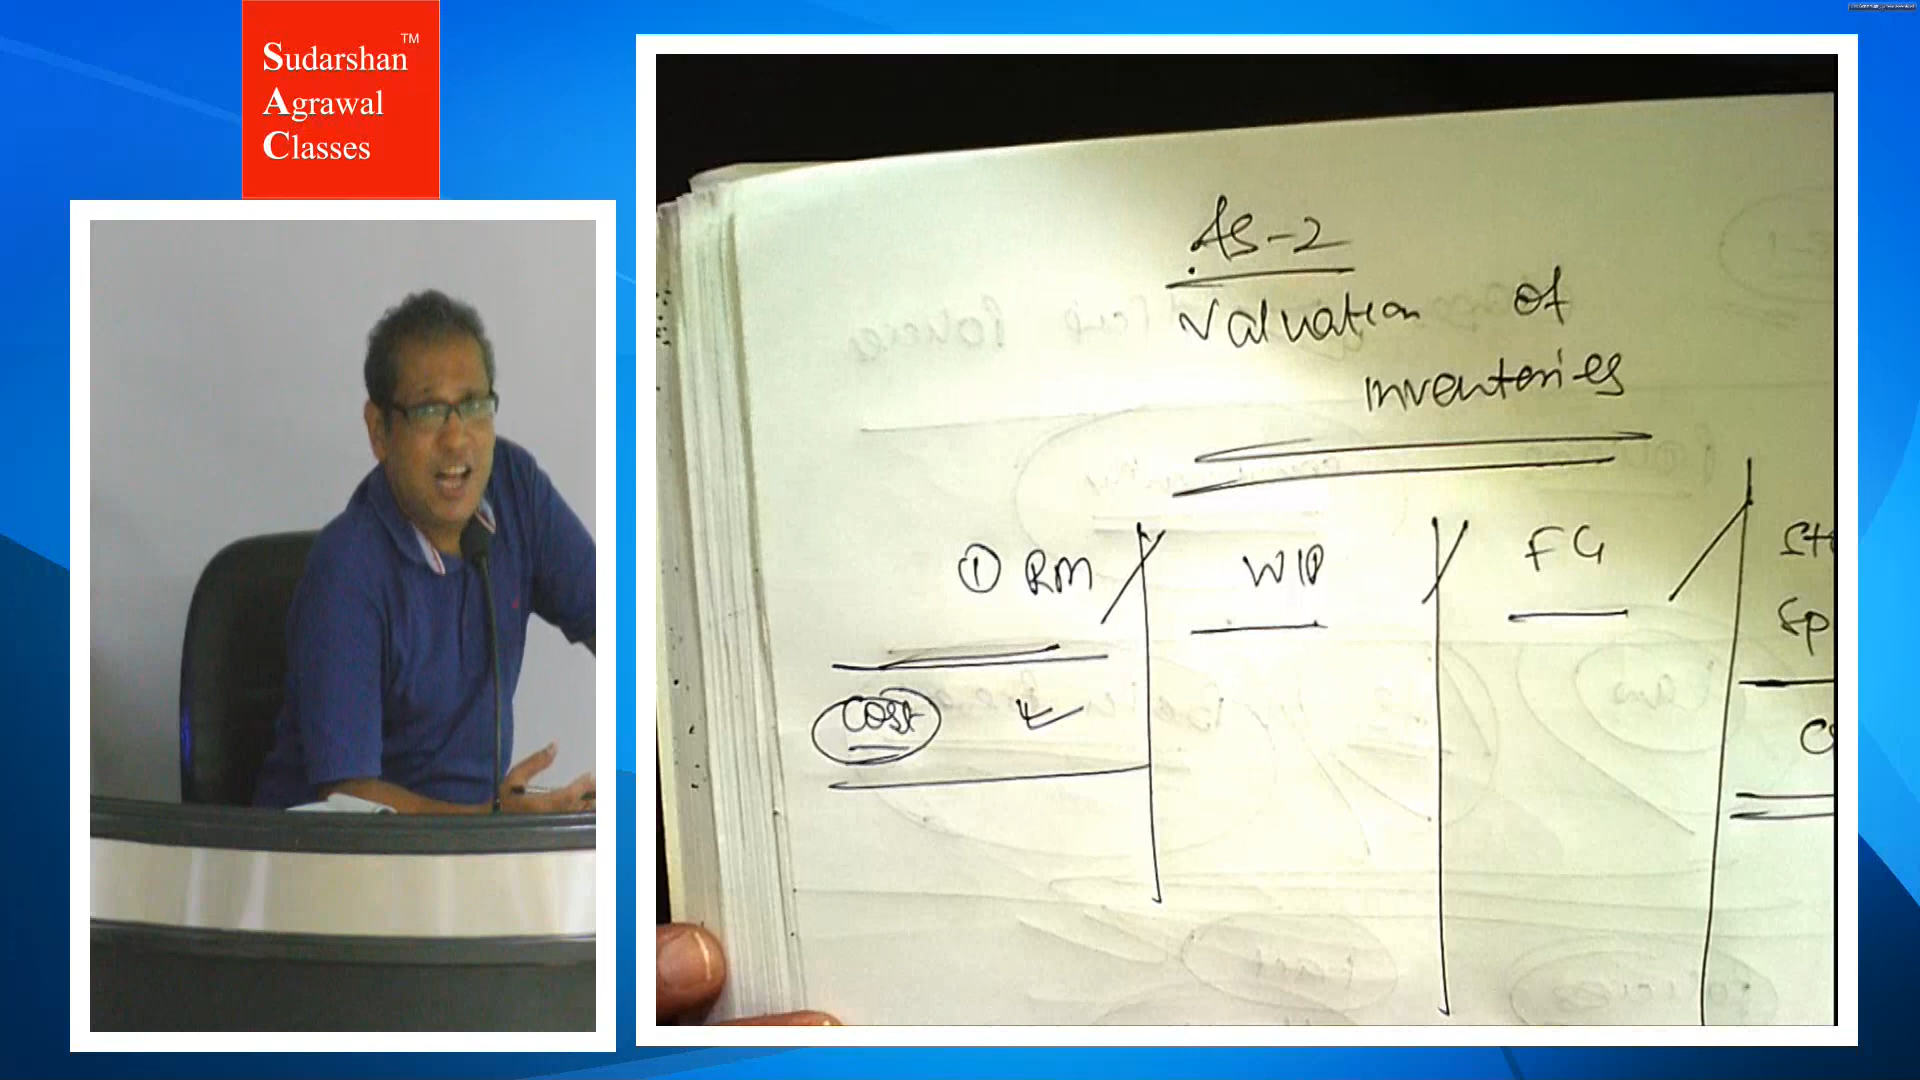 Sudarshan™
Agrawal
Classes
AS-2
Valuation of
inventories
① RM
WIP
FG
Cost